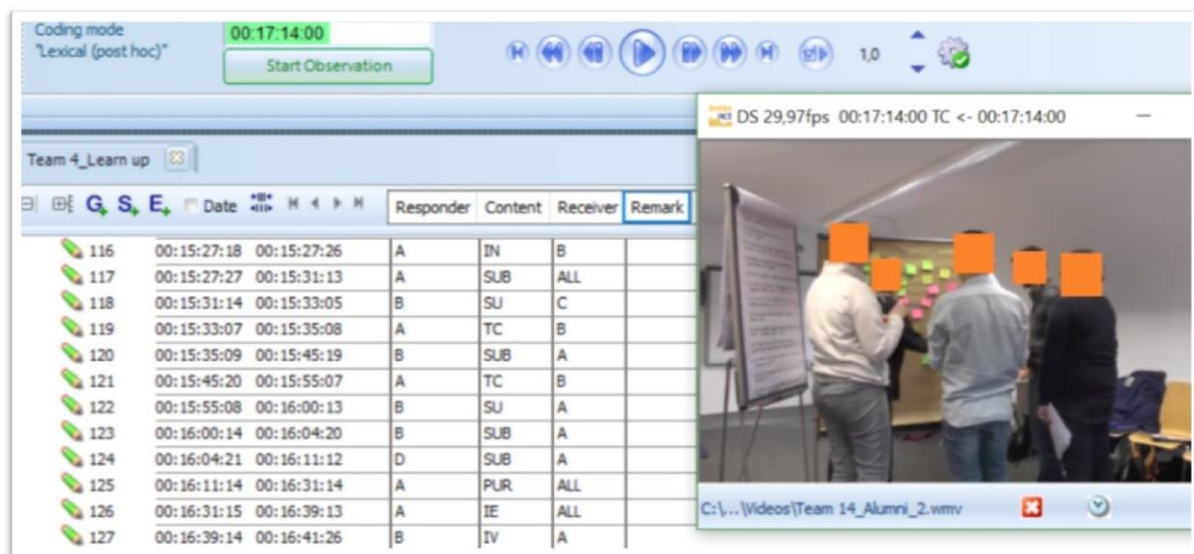 Coding mode
"Lexical (post hoc)"
00:17:14:00
Start Observation
1,0
DS 29,97fps 00:17:14:00 TC <- 00:17:14:00
Team 4_Learn up
G S E Date Responder Content Receiver Remark
116 00:15:27:18 00:15:27:26 A IN B
117 00:15:27:27 00:15:31:13 A SUB ALL
118 00:15:31:14 00:15:33:05 B SU C
119 00:15:33:07 00:15:35:08 A TC B
120 00:15:35:09 00:15:45:19 B SUB A
121 00:15:45:20 00:15:55:07 A TC B
122 00:15:55:08 00:16:00:13 B SU A
123 00:16:00:14 00:16:04:20 B SUB A
124 00:16:04:21 00:16:11:12 D SUB A
125 00:16:11:14 00:16:31:14 A PUR ALL
126 00:16:31:15 00:16:39:13 A IE ALL
127 00:16:39:14 00:16:41:26 B IV A
C:\...\Videos\Team 14_Alumni_2.wmv